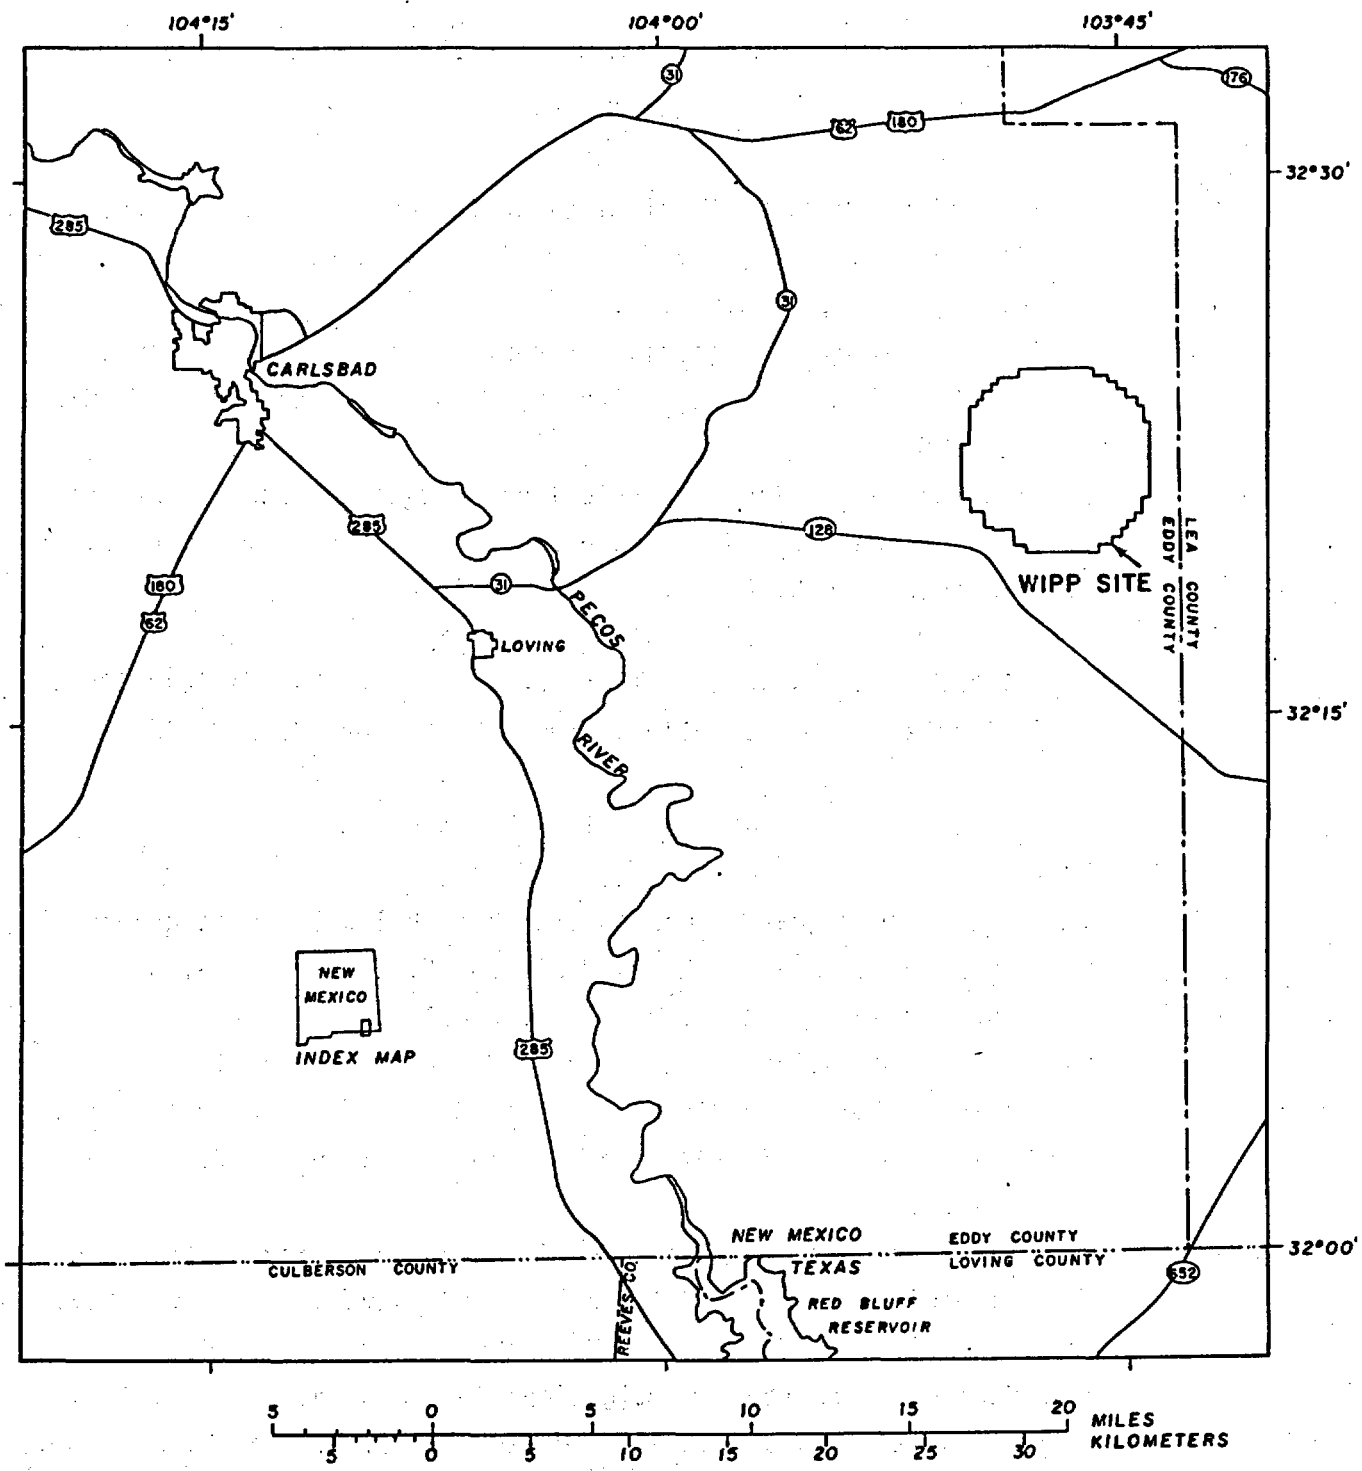 104°15'
104°00'
103°45'
31
62
180
176
32°30'
285
31
CARLSBAD
285
128
LEA COUNTY
EDDY COUNTY
WIPP SITE
180
31
62
PECOS
LOVING
32°15'
RIVER
NEW
MEXICO
INDEX MAP
285
NEW MEXICO
EDDY COUNTY
32°00'
CULBERSON COUNTY
TEXAS
LOVING COUNTY
652
REEVES CO.
RED BLUFF
RESERVOIR
5 0 5 10 15 20 MILES
5 0 5 10 15 20 25 30 KILOMETERS